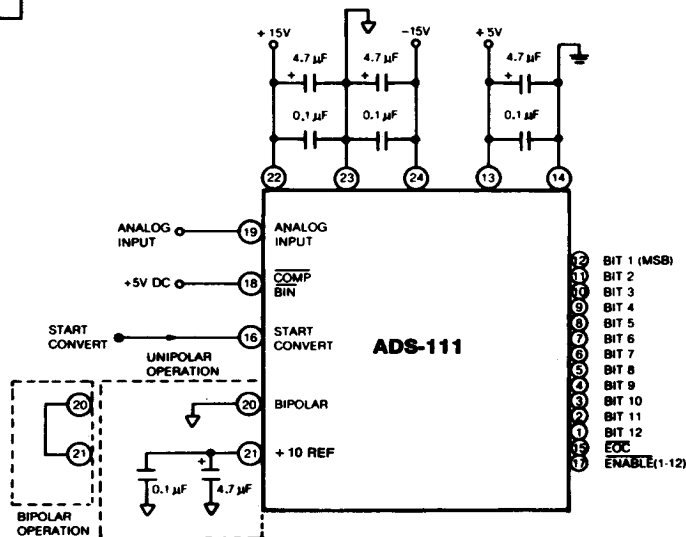 +15V
-15V
+5V
4.7 µF
4.7 µF
4.7 µF
+
+
+
0.1 µF
0.1 µF
0.1 µF
22
23
24
13
14
ANALOG
INPUT
19
ANALOG
INPUT
+5V DC
18
COMP
BIN
START
CONVERT
16
START
CONVERT
ADS-111
UNIPOLAR
OPERATION
20
20
BIPOLAR
21
21
+10 REF
+
0.1 µF
4.7 µF
BIPOLAR
OPERATION
12 BIT 1 (MSB)
11 BIT 2
10 BIT 3
9 BIT 4
8 BIT 5
7 BIT 6
6 BIT 7
5 BIT 8
4 BIT 9
3 BIT 10
2 BIT 11
1 BIT 12
15 EOC
17 ENABLE(1-12)